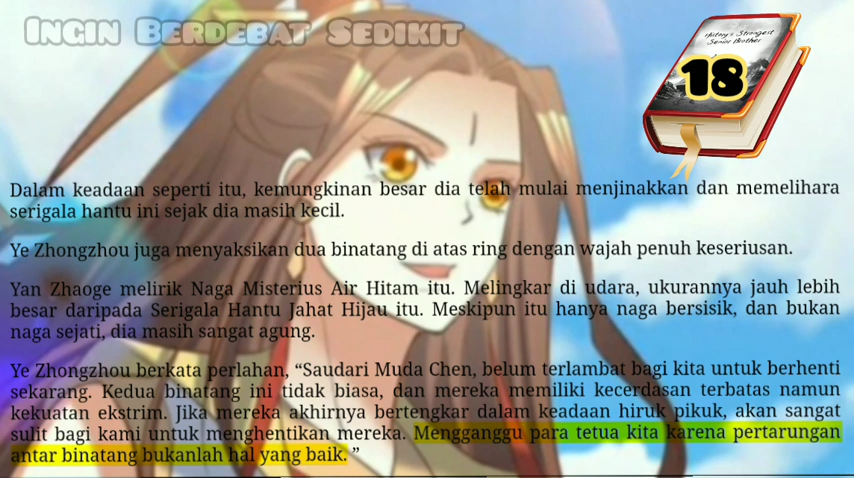 Ingin Berdebat Sedikit
History's Strongest
Senior Brother
18
Dalam keadaan seperti itu, kemungkinan besar dia telah mulai menjinakkan dan memelihara
serigala hantu ini sejak dia masih kecil.
Ye Zhongzhou juga menyaksikan dua binatang di atas ring dengan wajah penuh keseriusan.
Yan Zhaoge melirik Naga Misterius Air Hitam itu. Melingkar di udara, ukurannya jauh lebih
besar daripada Serigala Hantu Jahat Hijau itu. Meskipun itu hanya naga bersisik, dan bukan
naga sejati, dia masih sangat agung.
Ye Zhongzhou berkata perlahan, “Saudari Muda Chen, belum terlambat bagi kita untuk berhenti
sekarang. Kedua binatang ini tidak biasa, dan mereka memiliki kecerdasan terbatas namun
kekuatan ekstrim. Jika mereka akhirnya bertengkar dalam keadaan hiruk pikuk, akan sangat
sulit bagi kami untuk menghentikan mereka. Mengganggu para tetua kita karena pertarungan
antar binatang bukanlah hal yang baik. ”